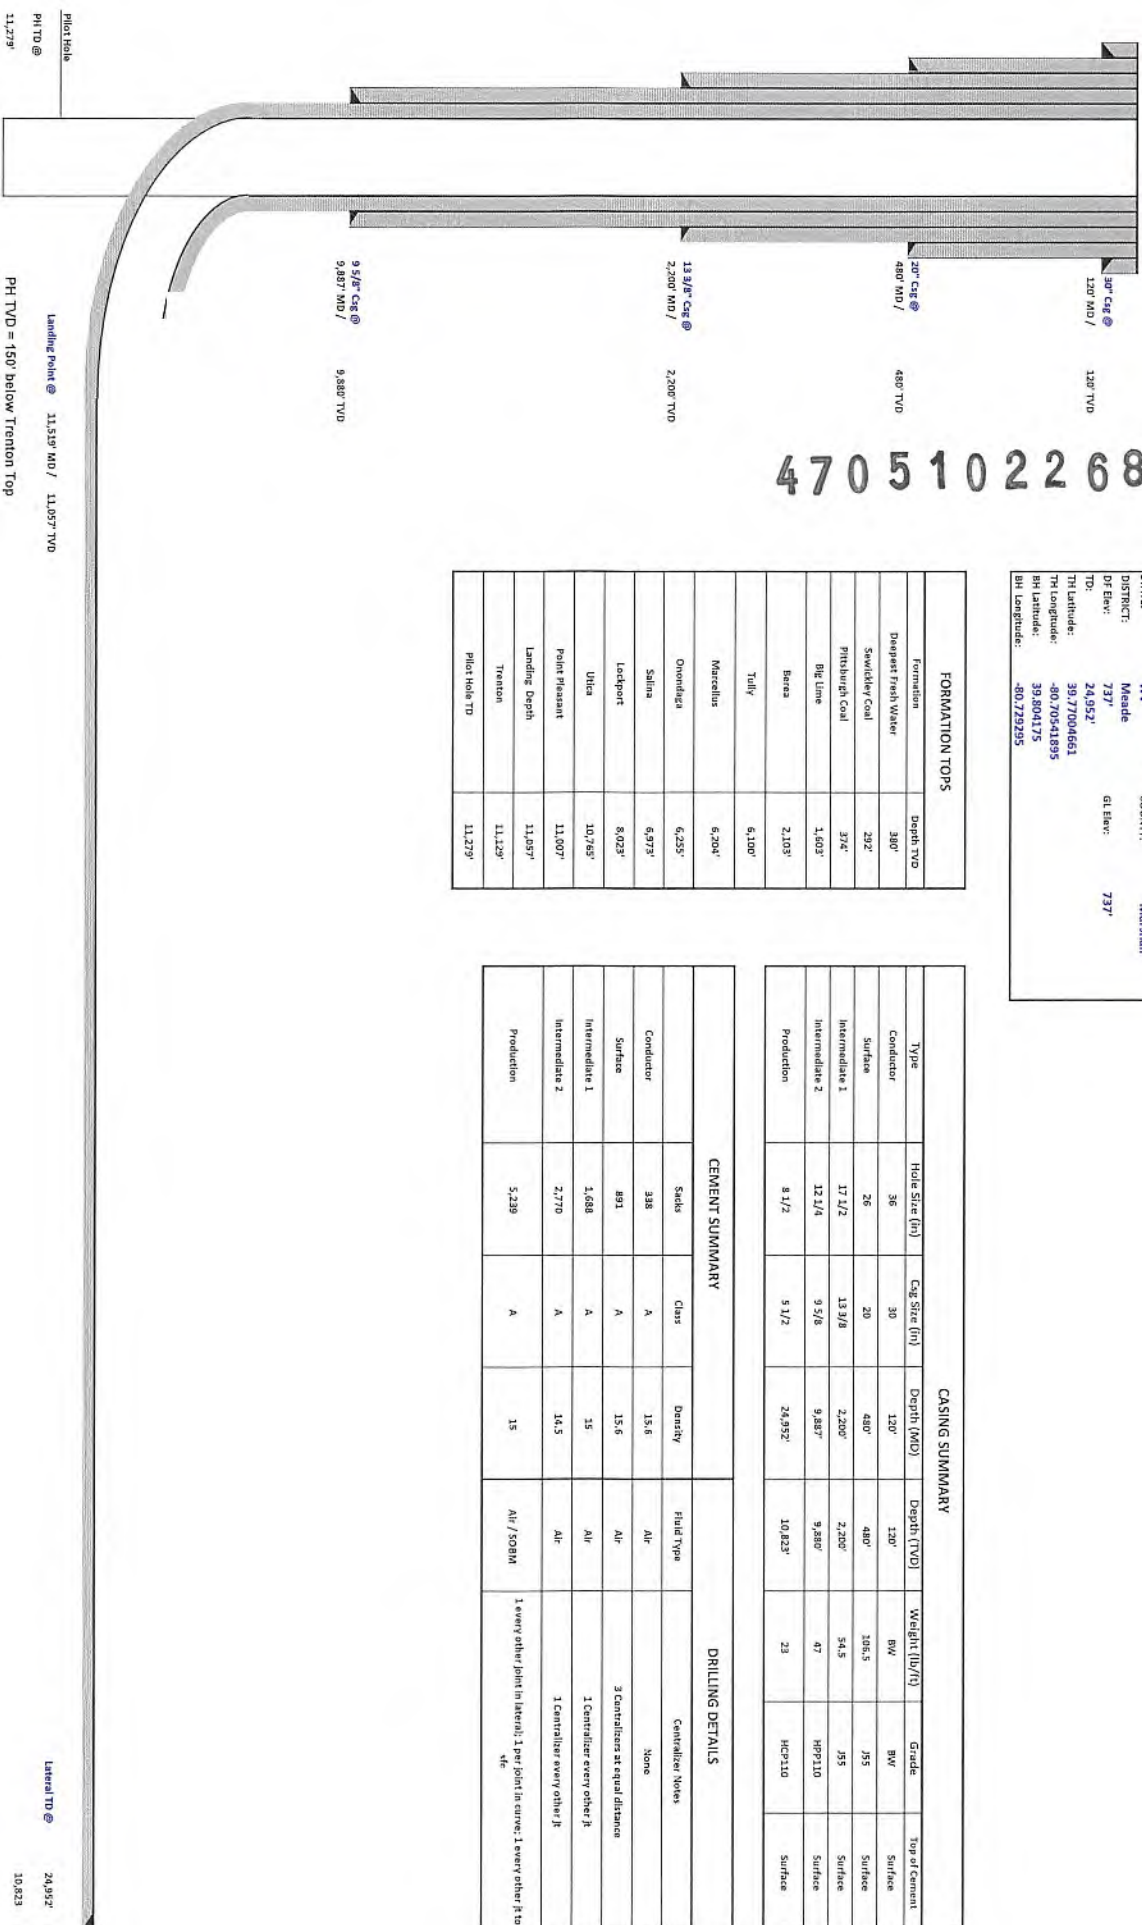 4705102268
DISTRICT: Meade
DF Elev: 737' GL Elev: 737'
TD: 24,952'
TH Latitude: 39.77004661
TH Longitude: -80.70541895
BH Latitude: 39.804175
BH Longitude: -80.729295
30" Csg @
120' MD / 120' TVD
20" Csg @
480' MD / 480' TVD
13 3/8" Csg @
2,200' MD / 2,200' TVD
9 5/8" Csg @
9,887' MD / 9,880' TVD
FORMATION TOPS
Formation Depth TVD
Deepest Fresh Water 380'
Sewickley Coal 292'
Pittsburgh Coal 374'
Big Lime 1,603'
Berea 2,103'
Tully 6,100'
Marcellus 6,204'
Onondaga 6,255'
Salina 6,973'
Lockport 8,023'
Utica 10,765'
Point Pleasant 11,007'
Landing Depth 11,057'
Trenton 11,129'
Pilot Hole TD 11,279'
CASING SUMMARY
Type Hole Size (in) Csg Size (in) Depth (MD) Depth (TVD) Weight (lb/ft) Grade Top of Cement
Conductor 36 30 120' 120' BW BW Surface
Surface 26 20 480' 480' 106.5 J55 Surface
Intermediate 1 17 1/2 13 3/8 2,200' 2,200' 54.5 J55 Surface
Intermediate 2 12 1/4 9 5/8 9,887' 9,880' 47 HPP110 Surface
Production 8 1/2 5 1/2 24,952' 10,823' 23 HCP110 Surface
CEMENT SUMMARY DRILLING DETAILS
Sacks Class Density Fluid Type Centralizer Notes
Conductor 338 A 15.6 Air None
Surface 891 A 15.6 Air 3 Centralizers at equal distance
Intermediate 1 1,688 A 15 Air 1 Centralizer every other jt
Intermediate 2 2,770 A 14.5 Air 1 Centralizer every other jt
Production 5,239 A 15 Air / SOBM 1 every other joint in lateral; 1 per joint in curve; 1 every other jt to
sfc
Pilot Hole
PH TD @
11,279'
Landing Point @ 11,519' MD / 11,057' TVD
PH TVD = 150' below Trenton Top
Lateral TD @ 24,952'
10,823